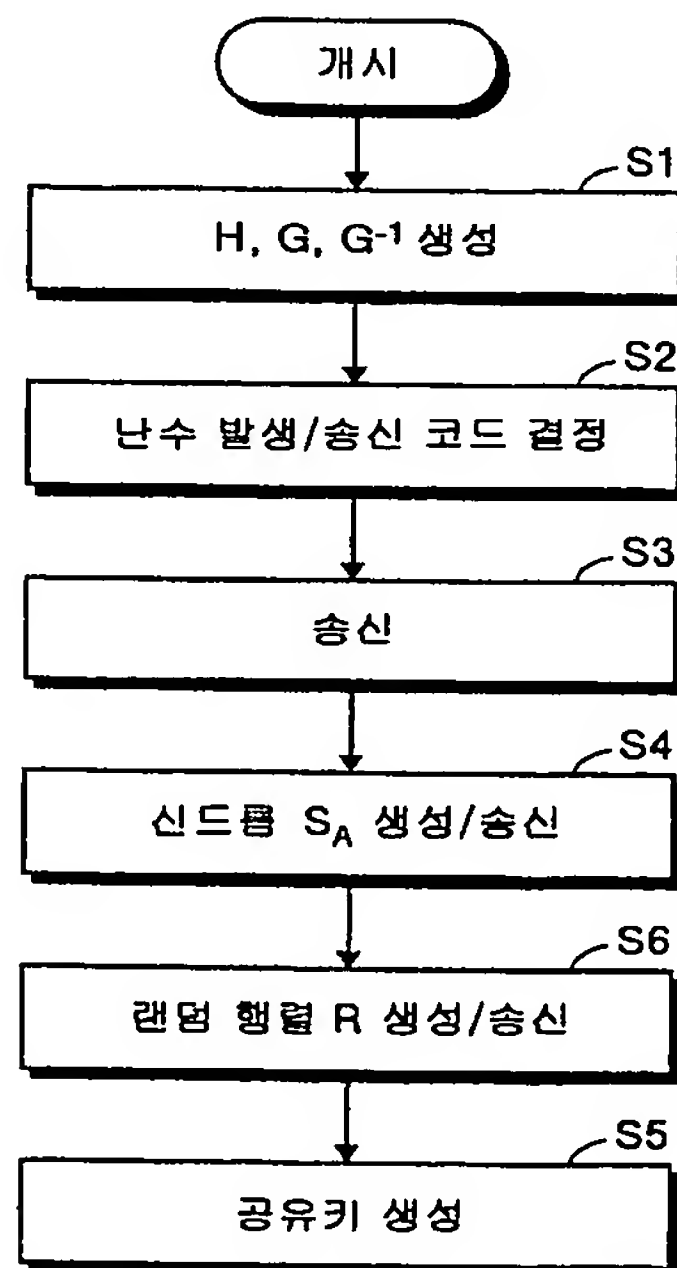 개시
S1
H, G, G⁻¹ 생성
S2
난수 발생/송신 코드 결정
S3
송신
S4
신드롬 S_A 생성/송신
S6
랜덤 행렬 R 생성/송신
S5
공유키 생성